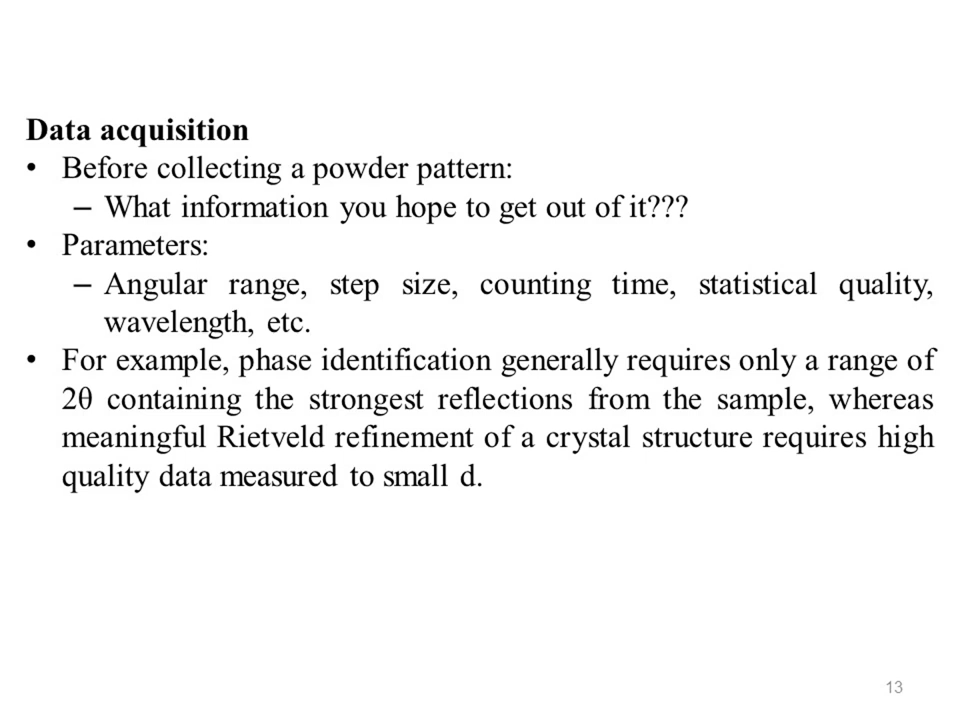 Data acquisition
• Before collecting a powder pattern:
– What information you hope to get out of it???
• Parameters:
– Angular range, step size, counting time, statistical quality,
wavelength, etc.
• For example, phase identification generally requires only a range of
2θ containing the strongest reflections from the sample, whereas
meaningful Rietveld refinement of a crystal structure requires high
quality data measured to small d.
13